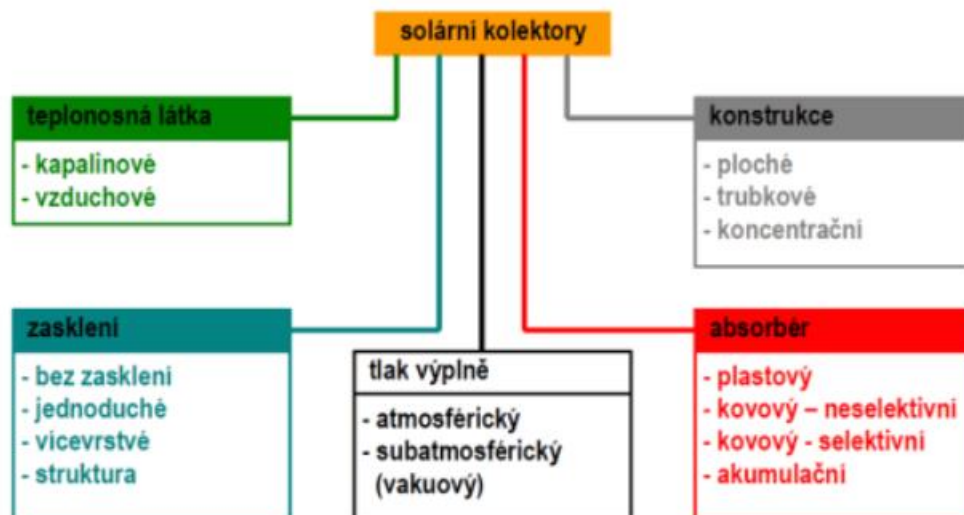 solární kolektory
teplonosná látka
- kapalinové
- vzduchové
konstrukce
- ploché
- trubkové
- koncentrační
zasklení
- bez zasklení
- jednoduché
- vícevrstvé
- struktura
tlak výplně
- atmosférický
- subatmosférický
(vakuový)
absorbér
- plastový
- kovový – neselektivní
- kovový - selektivní
- akumulační